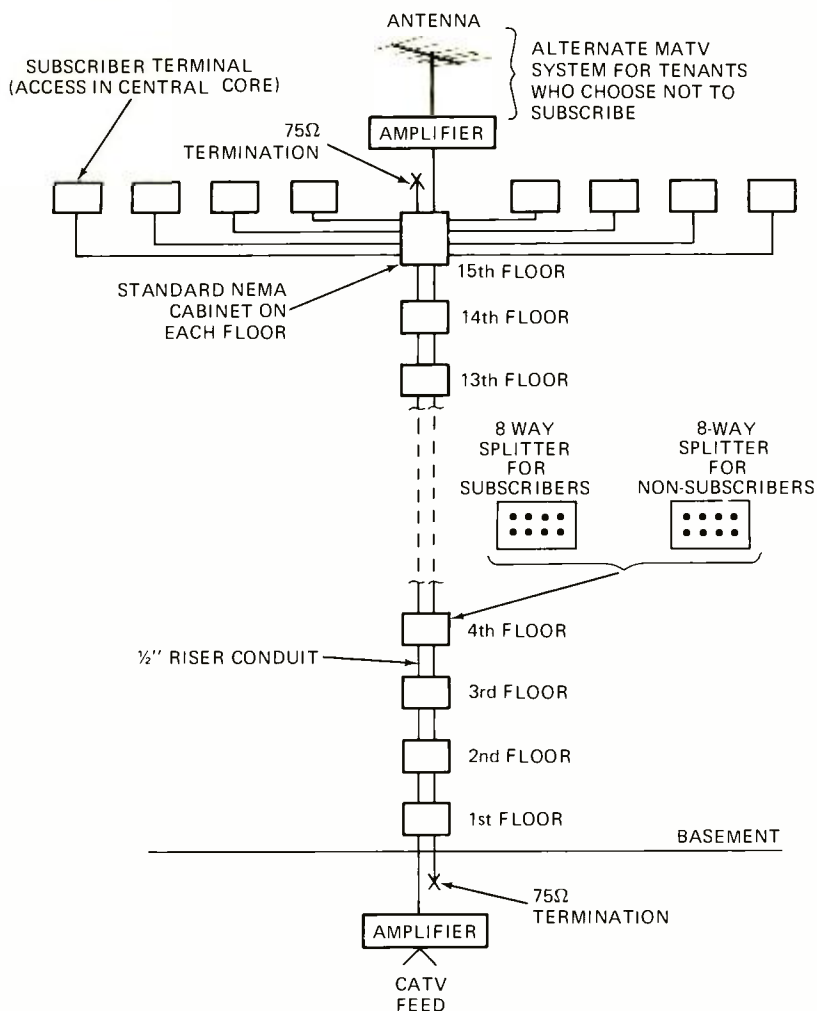 ANTENNA
ALTERNATE MATV
SYSTEM FOR TENANTS
WHO CHOOSE NOT TO
SUBSCRIBE
SUBSCRIBER TERMINAL
(ACCESS IN CENTRAL CORE)
AMPLIFIER
75Ω
TERMINATION
15th FLOOR
STANDARD NEMA
CABINET ON
EACH FLOOR
14th FLOOR
13th FLOOR
8 WAY
SPLITTER
FOR
SUBSCRIBERS
8-WAY
SPLITTER
FOR
NON-SUBSCRIBERS
4th FLOOR
½" RISER CONDUIT
3rd FLOOR
2nd FLOOR
1st FLOOR
BASEMENT
75Ω
TERMINATION
AMPLIFIER
CATV
FEED